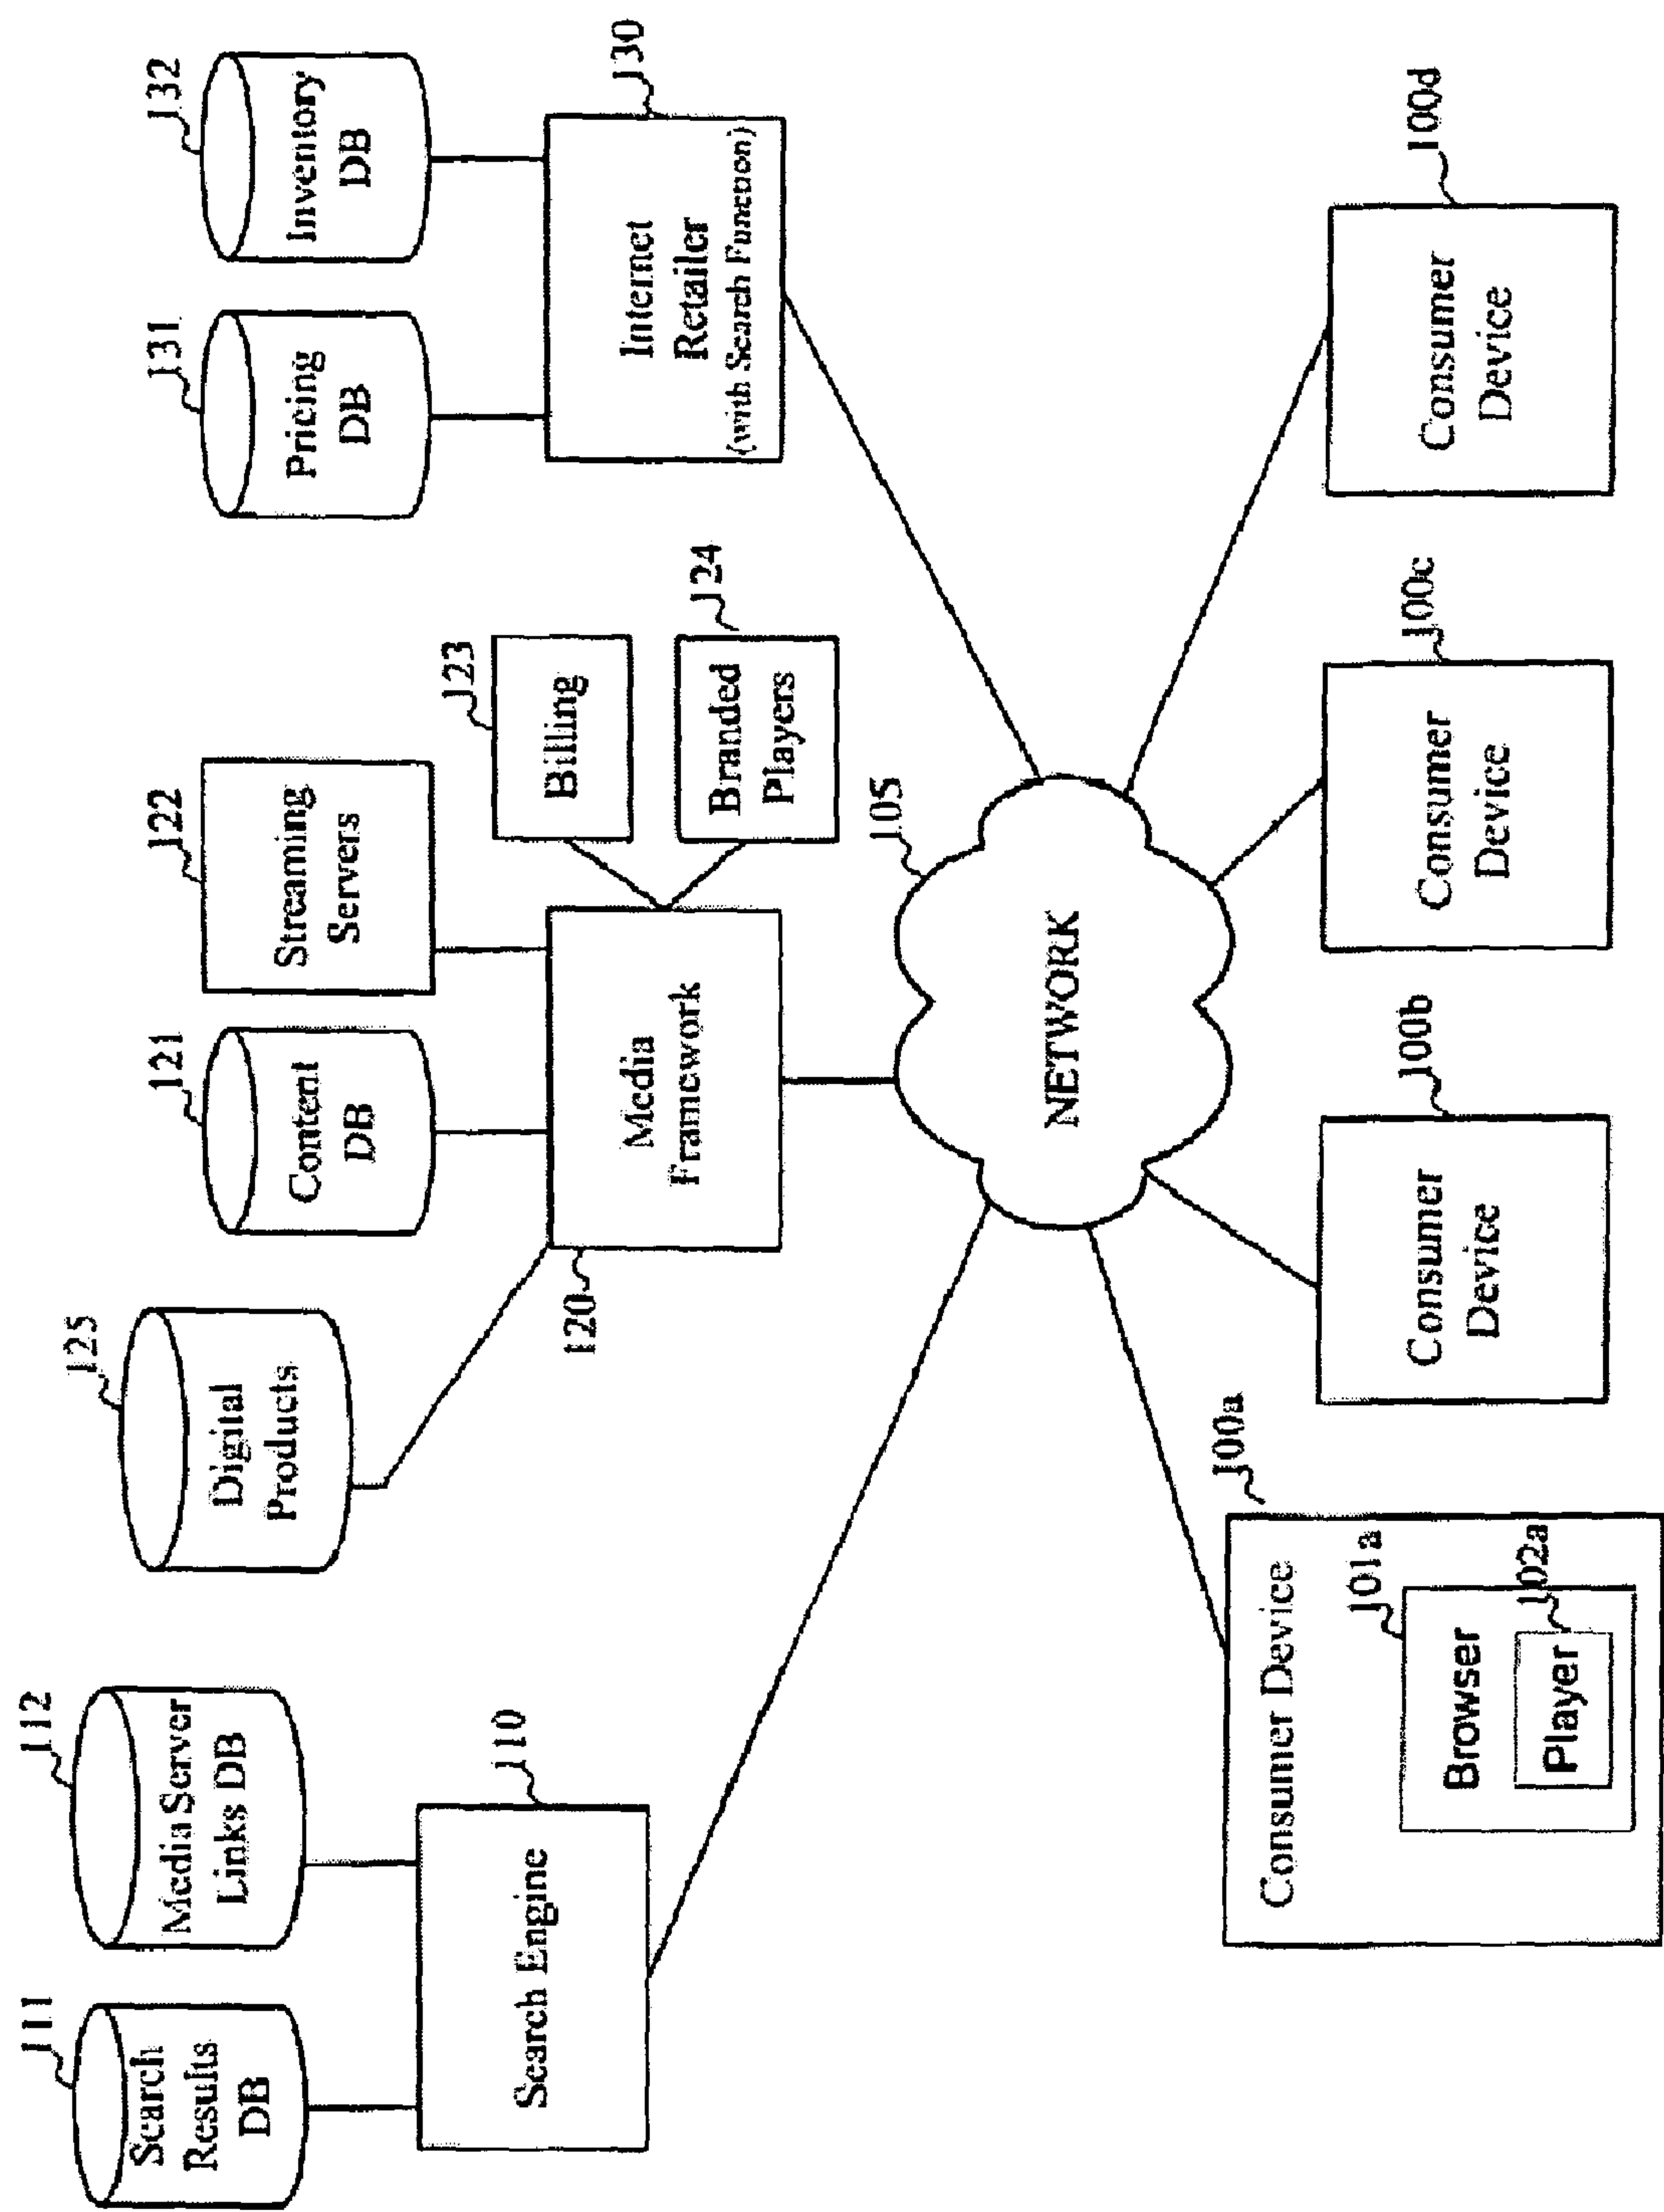 111
Search
Results
DB
112
Media Server
Links DB
110
Search Engine
125
Digital
Products
121
Content
DB
122
Streaming
Servers
120
Media
Framework
123
Billing
124
Branded
Players
131
Pricing
DB
132
Inventory
DB
130
Internet
Retailer
(with Search Function)
105
NETWORK
100a
Consumer Device
101a
Browser
102a
Player
100b
Consumer
Device
100c
Consumer
Device
100d
Consumer
Device